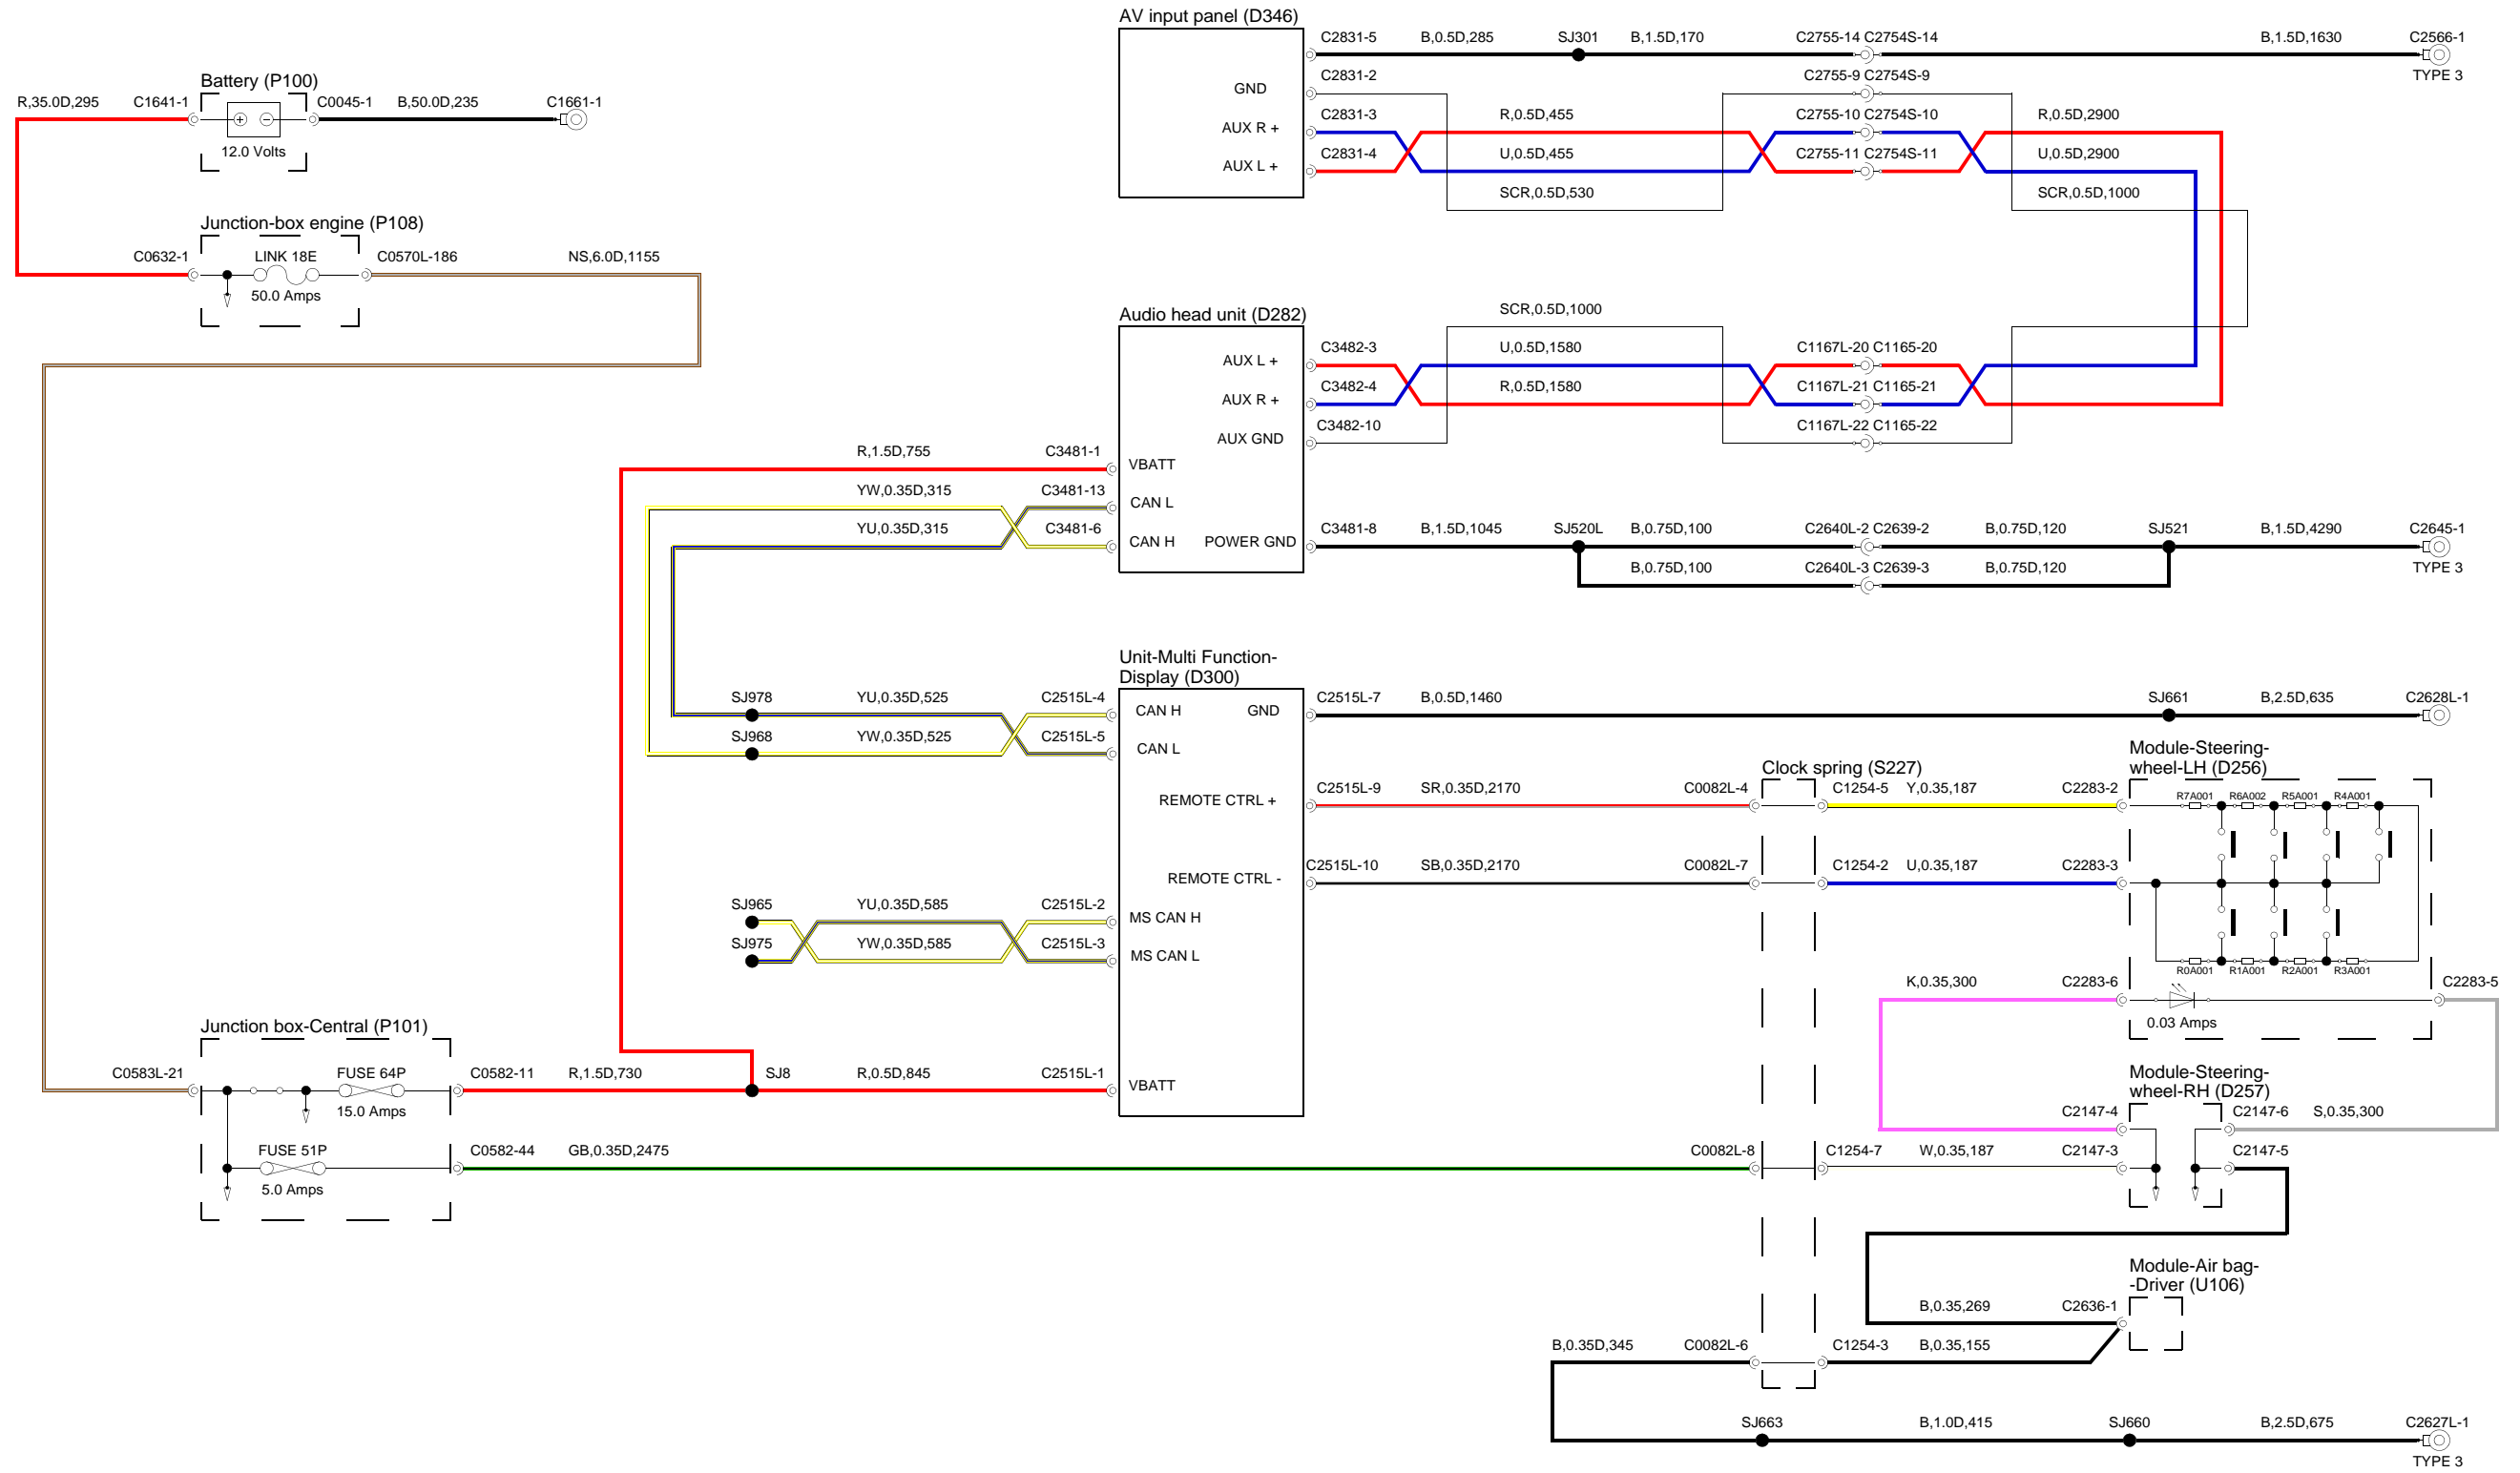 AV input panel (D346)
C2831-5 B,0.5D,285 SJ301 B,1.5D,170 C2755-14 C2754S-14 B,1.5D,1630 C2566-1
TYPE 3
C2831-2 C2755-9 C2754S-9
GND
C2831-3 R,0.5D,455 C2755-10 C2754S-10 R,0.5D,2900
AUX R +
C2831-4 U,0.5D,455 C2755-11 C2754S-11 U,0.5D,2900
AUX L +
SCR,0.5D,530 SCR,0.5D,1000
Battery (P100)
R,35.0D,295 C1641-1 C0045-1 B,50.0D,235 C1661-1
12.0 Volts
Junction-box engine (P108)
C0632-1 LINK 18E C0570L-186 NS,6.0D,1155
50.0 Amps
Audio head unit (D282)
SCR,0.5D,1000
AUX L + C3482-3 U,0.5D,1580 C1167L-20 C1165-20
AUX R + C3482-4 R,0.5D,1580 C1167L-21 C1165-21
AUX GND C3482-10 C1167L-22 C1165-22
R,1.5D,755 C3481-1 VBATT
YW,0.35D,315 C3481-13 CAN L
YU,0.35D,315 C3481-6 CAN H
POWER GND C3481-8 B,1.5D,1045 SJ520L B,0.75D,100 C2640L-2 C2639-2 B,0.75D,120 SJ521 B,1.5D,4290 C2645-1
B,0.75D,100 C2640L-3 C2639-3 B,0.75D,120 TYPE 3
Unit-Multi Function-
Display (D300)
SJ978 YU,0.35D,525 C2515L-4 CAN H
GND C2515L-7 B,0.5D,1460 SJ661 B,2.5D,635 C2628L-1
SJ968 YW,0.35D,525 C2515L-5 CAN L
Module-Steering-
wheel-LH (D256)
Clock spring (S227)
REMOTE CTRL + C2515L-9 SR,0.35D,2170 C0082L-4 C1254-5 Y,0.35,187 C2283-2
R7A001 R6A002 R5A001 R4A001
REMOTE CTRL - C2515L-10 SB,0.35D,2170 C0082L-7 C1254-2 U,0.35,187 C2283-3
SJ965 YU,0.35D,585 C2515L-2 MS CAN H
SJ975 YW,0.35D,585 C2515L-3 MS CAN L
R0A001 R1A001 R2A001 R3A001
K,0.35,300 C2283-6 C2283-5
0.03 Amps
Junction box-Central (P101)
C0583L-21 FUSE 64P C0582-11 R,1.5D,730 SJ8 R,0.5D,845 C2515L-1 VBATT
15.0 Amps
Module-Steering-
wheel-RH (D257)
C2147-4 C2147-6 S,0.35,300
FUSE 51P C0582-44 GB,0.35D,2475 C0082L-8 C1254-7 W,0.35,187 C2147-3 C2147-5
5.0 Amps
Module-Air bag-
-Driver (U106)
B,0.35,269 C2636-1
B,0.35D,345 C0082L-6 C1254-3 B,0.35,155
SJ663 B,1.0D,415 SJ660 B,2.5D,675 C2627L-1
TYPE 3